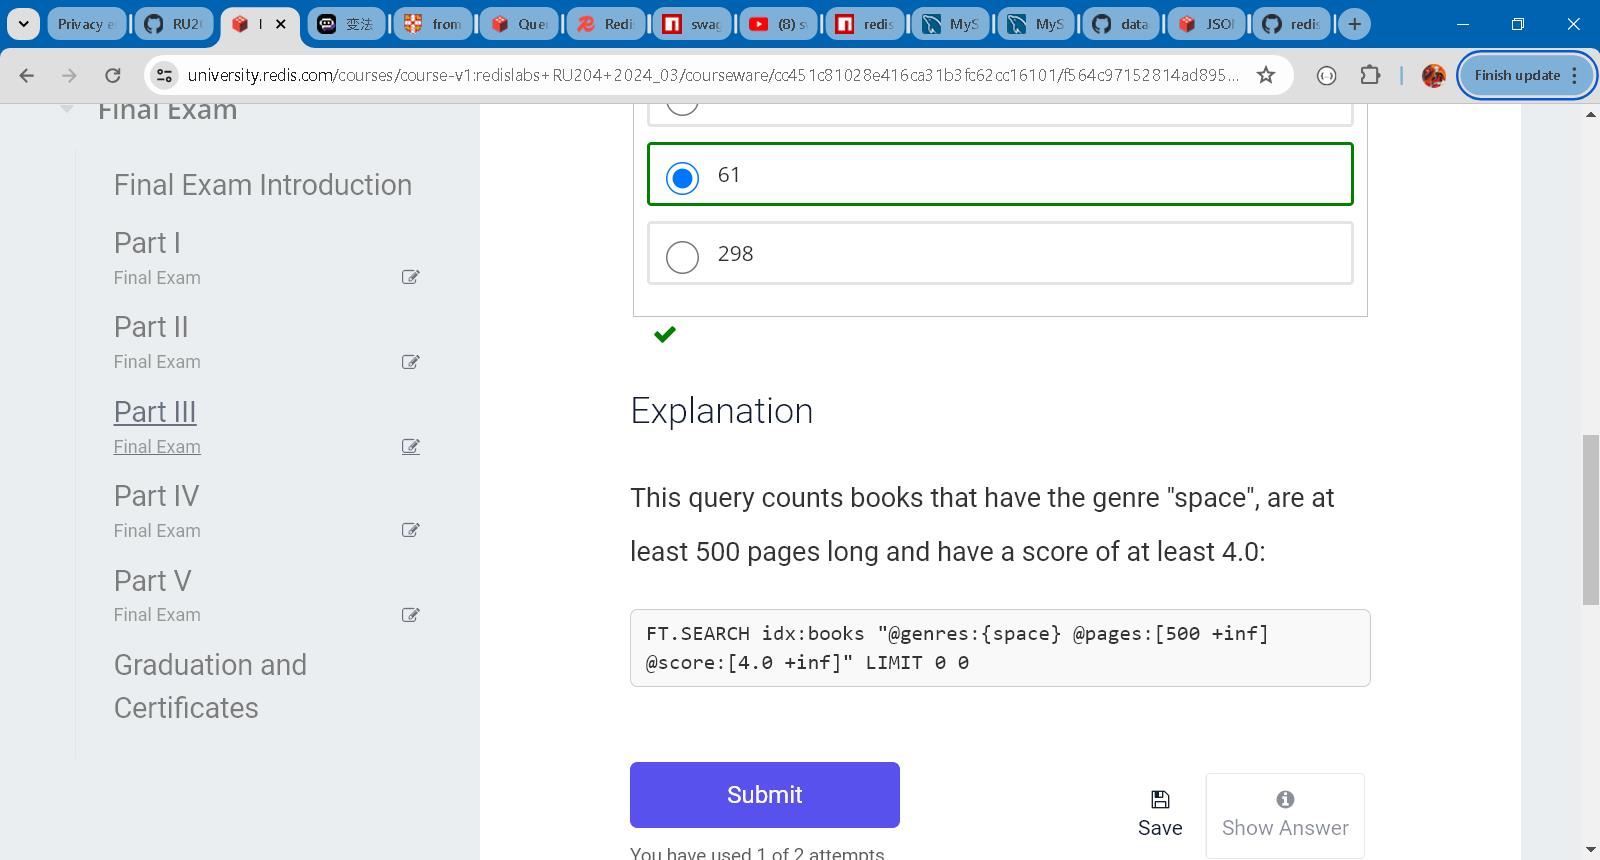 Privacy e
RU2
I
变法
from
Que
Redi
swag
(8) sv
redis
MyS
MyS
data
JSON
redis
university.redis.com/courses/course-v1:redislabs+RU204+2024_03/courseware/cc451c81028e416ca31b3fc62cc16101/f564c97152814ad895...
Finish update
Final Exam
Final Exam Introduction
Part I
Final Exam
Part II
Final Exam
Part III
Final Exam
Part IV
Final Exam
Part V
Final Exam
Graduation and
Certificates
61
298
Explanation
This query counts books that have the genre "space", are at
least 500 pages long and have a score of at least 4.0:
FT.SEARCH idx:books "@genres:{space} @pages:[500 +inf]
@score:[4.0 +inf]" LIMIT 0 0
Submit
Save
Show Answer
You have used 1 of 2 attempts